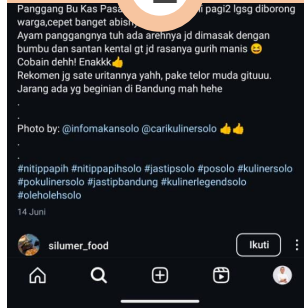 Panggang Bu Kas Pasa pagi2 lgsg diborong
warga,cepet banget abisn
Ayam panggangnya tuh ada arehnya jd dimasak dengan
bumbu dan santan kental gt jd rasanya gurih manis 😄
Cobain dehh! Enakkk👍
Rekomen jg sate uritannya yahh, pake telor muda gituuu.
Jarang ada yg beginian di Bandung mah hehe
.
.
Photo by: @infomakansolo @carikulinersolo 👍👍
.
.
#nitippapih #nitippapihsolo #jastipsolo #posolo #kulinersolo
#pokulinersolo #jastipbandung #kulinerlegendsolo
#oleholehsolo
14 Juni
silumer_food Ikuti